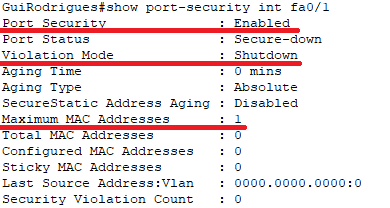 GuiRodrigues#show port-security int fa0/1
Port Security : Enabled
Port Status : Secure-down
Violation Mode : Shutdown
Aging Time : 0 mins
Aging Type : Absolute
SecureStatic Address Aging : Disabled
Maximum MAC Addresses : 1
Total MAC Addresses : 0
Configured MAC Addresses : 0
Sticky MAC Addresses : 0
Last Source Address:Vlan : 0000.0000.0000:0
Security Violation Count : 0